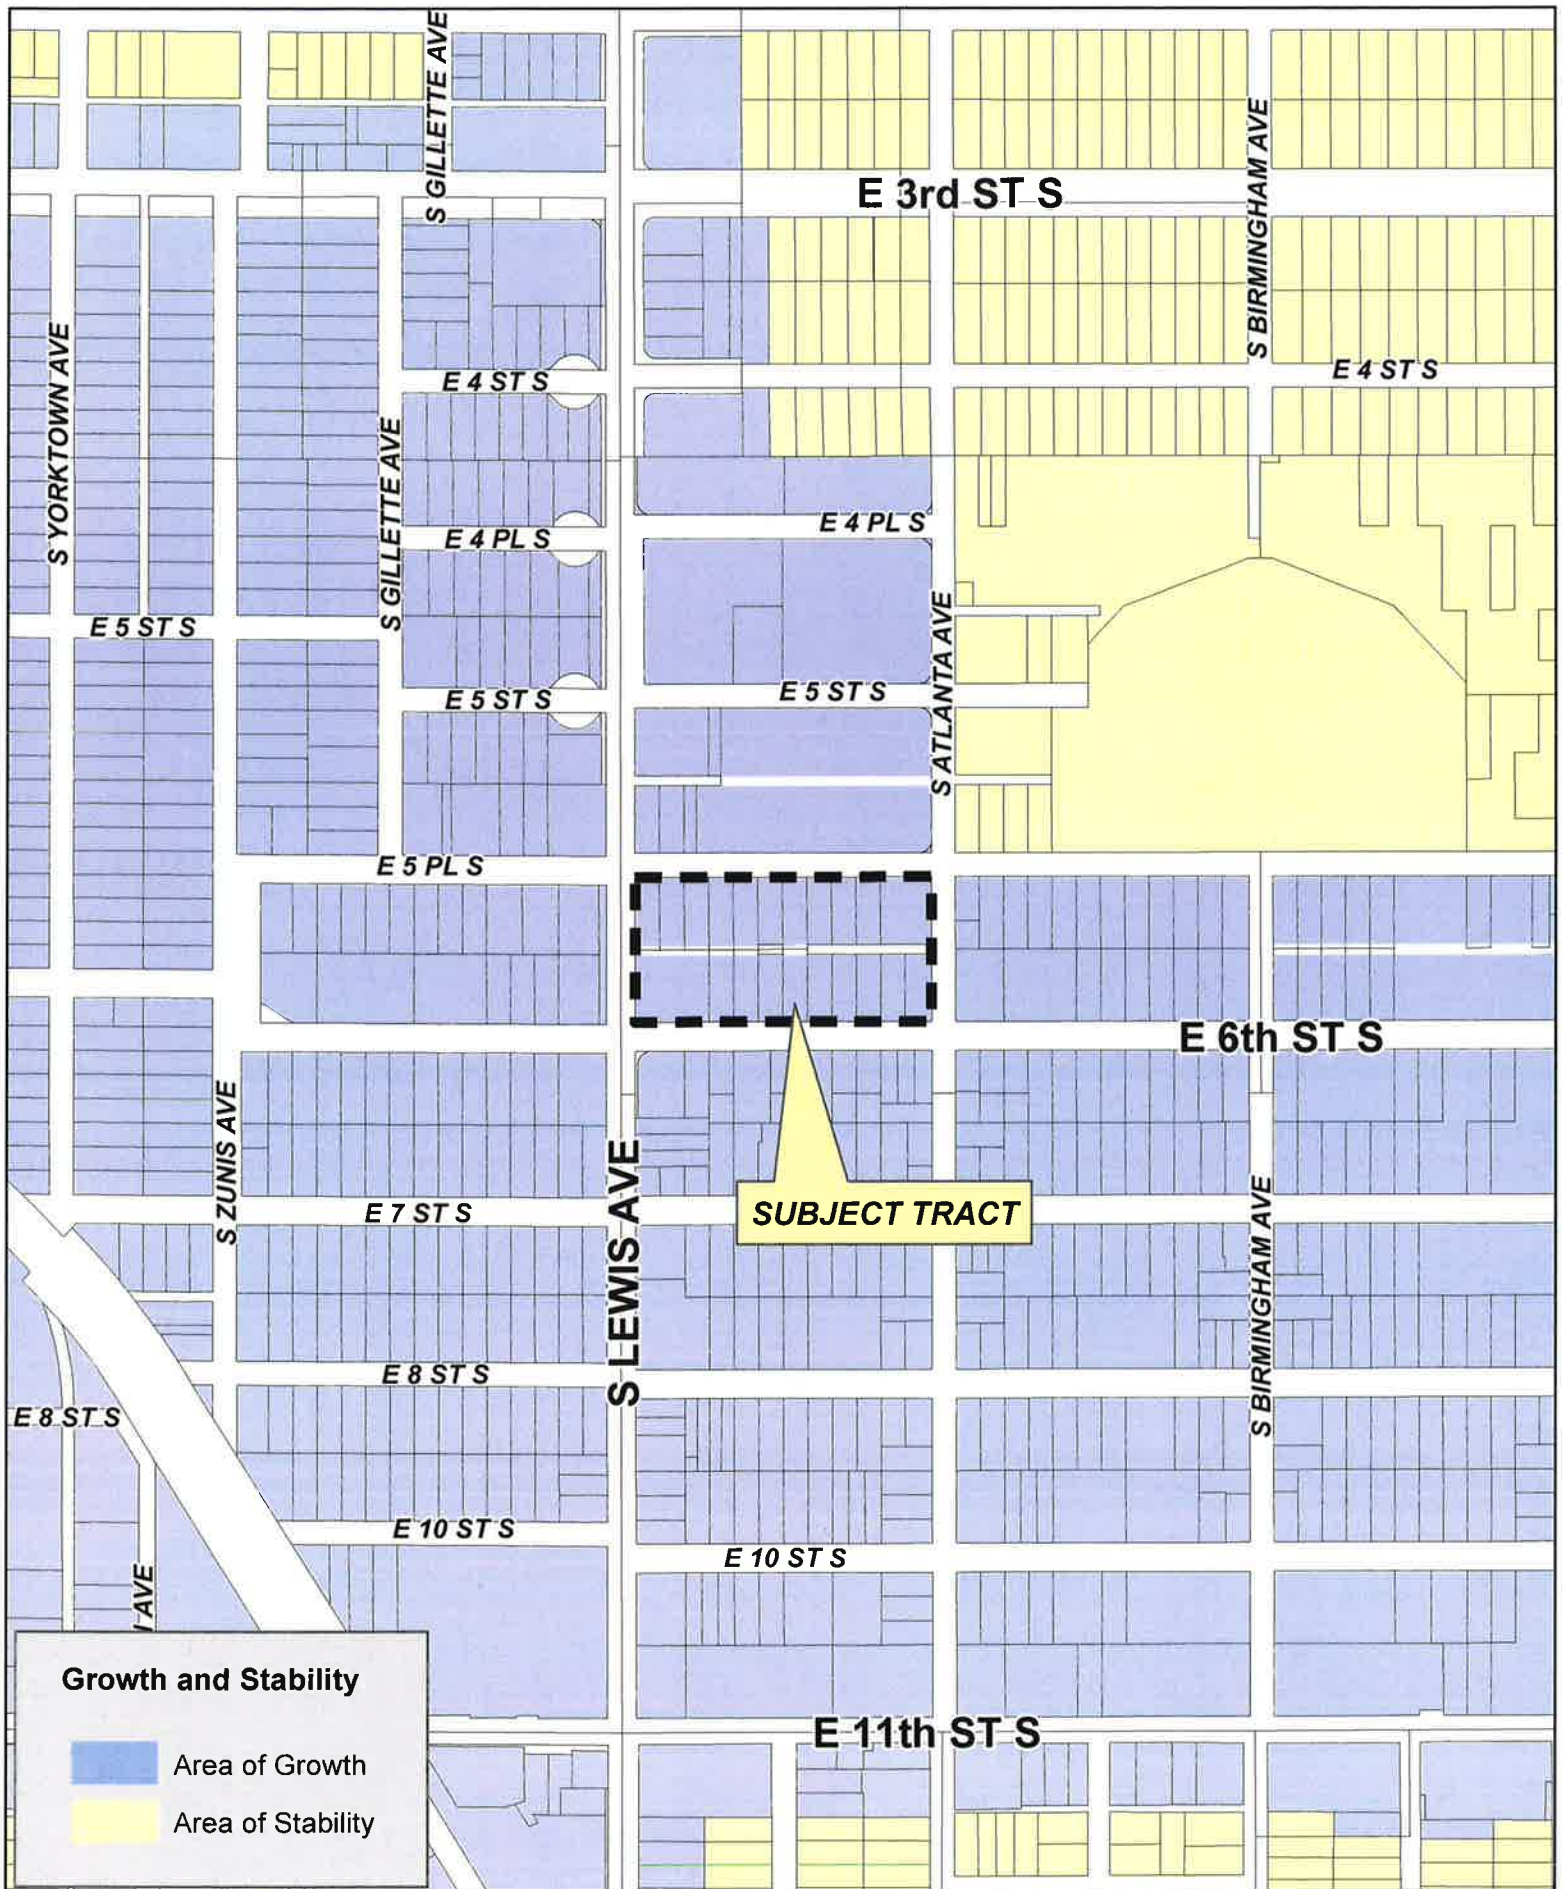 S GILLETTE AVE
E 3rd ST S
S BIRMINGHAM AVE
S YORKTOWN AVE
E 4 ST S
E 4 ST S
S GILLETTE AVE
E 4 PL S
E 4 PL S
E 5 ST S
S ATLANTA AVE
E 5 ST S
E 5 ST S
E 5 PL S
E 6th ST S
S ZUNIS AVE
S LEWIS AVE
E 7 ST S
SUBJECT TRACT
S BIRMINGHAM AVE
E 8 ST S
E 8 ST S
E 10 ST S
E 10 ST S
AVE
E 11th ST S
Growth and Stability
Area of Growth
Area of Stability